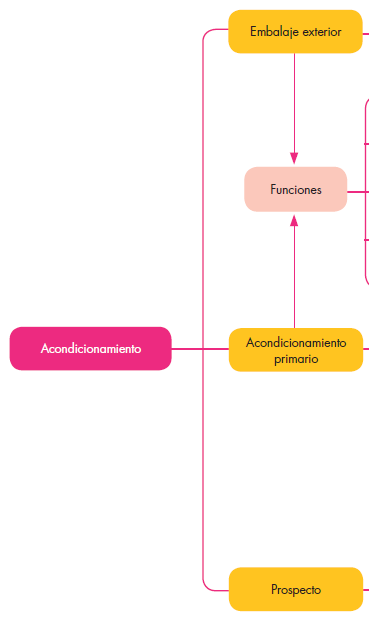 Embalaje exterior
Funciones
Acondicionamiento
Acondicionamiento
primario
Prospecto